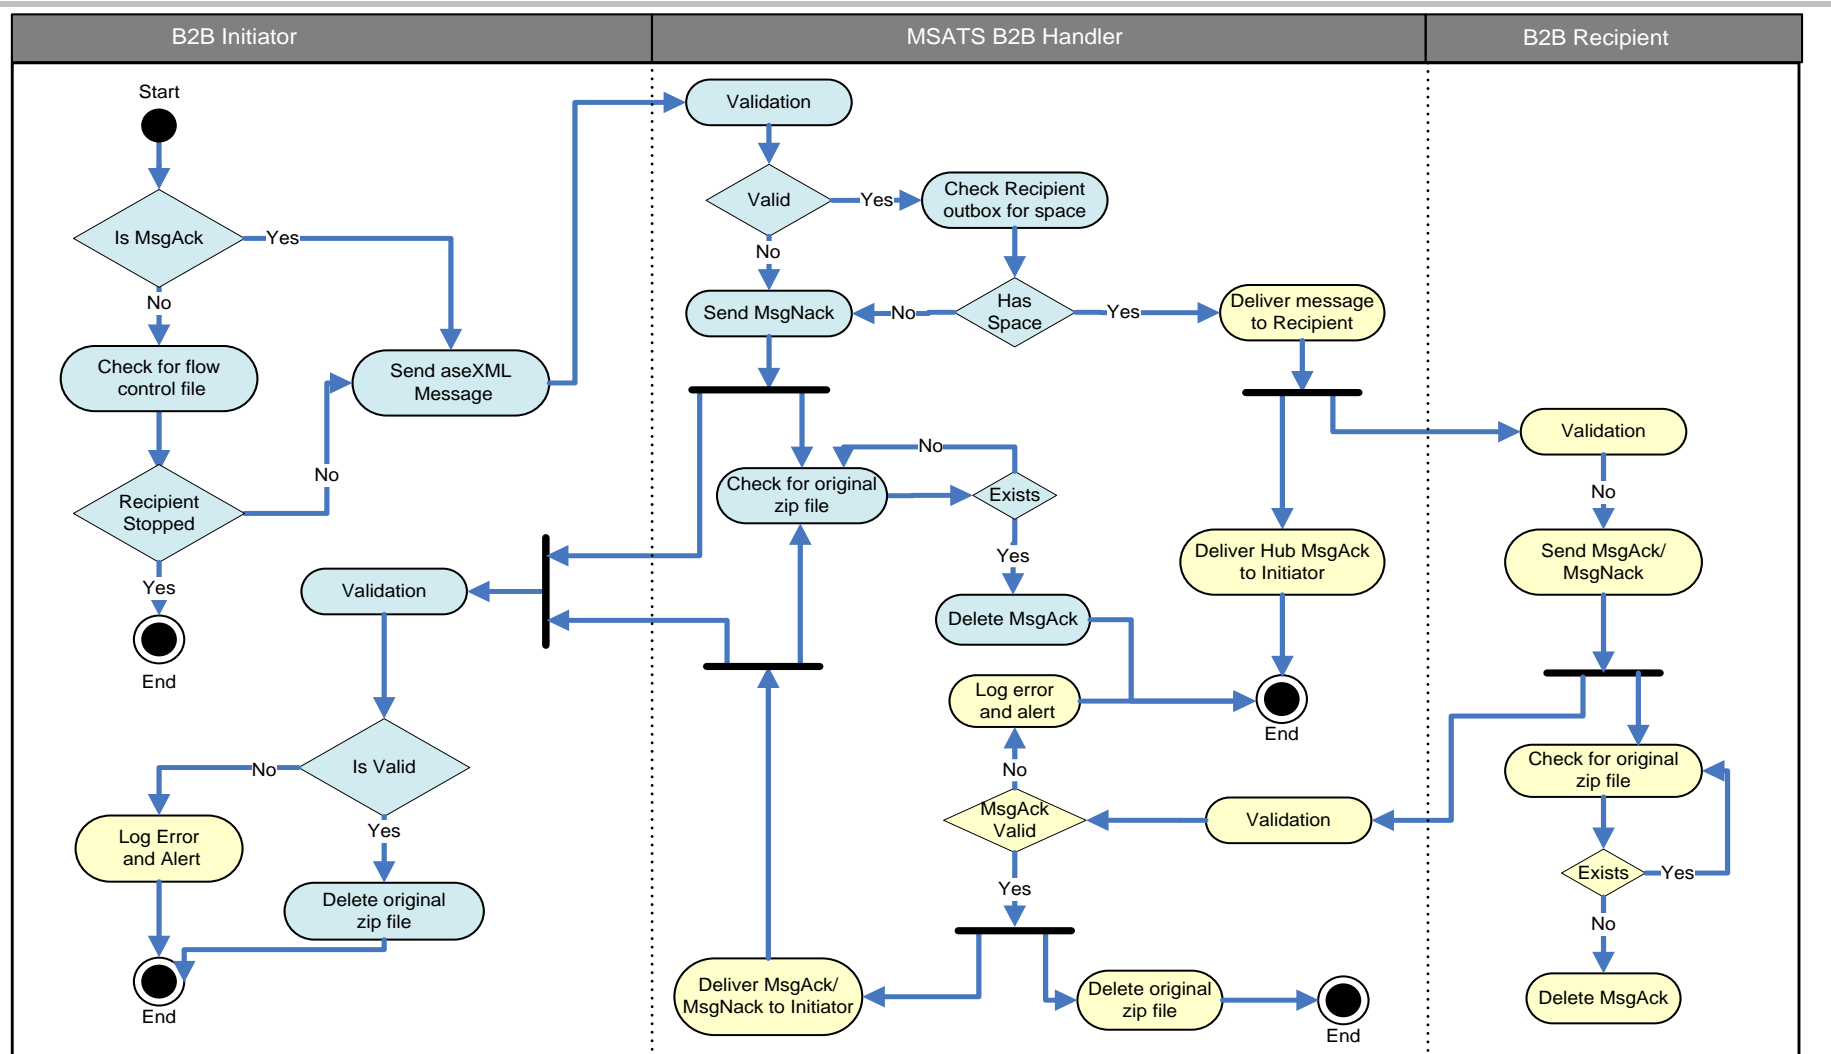 B2B Initiator
MSATS B2B Handler
B2B Recipient
Start
Is MsgAck
Yes
No
Check for flow
control file
Send aseXML
Message
Recipient
Stopped
No
Yes
End
Validation
Is Valid
No
Yes
Log Error
and Alert
Delete original
zip file
End
Validation
Valid
Yes
No
Check Recipient
outbox for space
Send MsgNack
No
Has
Space
Yes
Deliver message
to Recipient
No
Check for original
zip file
Exists
Yes
Delete MsgAck
Deliver Hub MsgAck
to Initiator
Log error
and alert
End
No
MsgAck
Valid
Validation
Yes
Deliver MsgAck/
MsgNack to Initiator
Delete original
zip file
End
Validation
No
Send MsgAck/
MsgNack
Check for original
zip file
Exists
Yes
No
Delete MsgAck